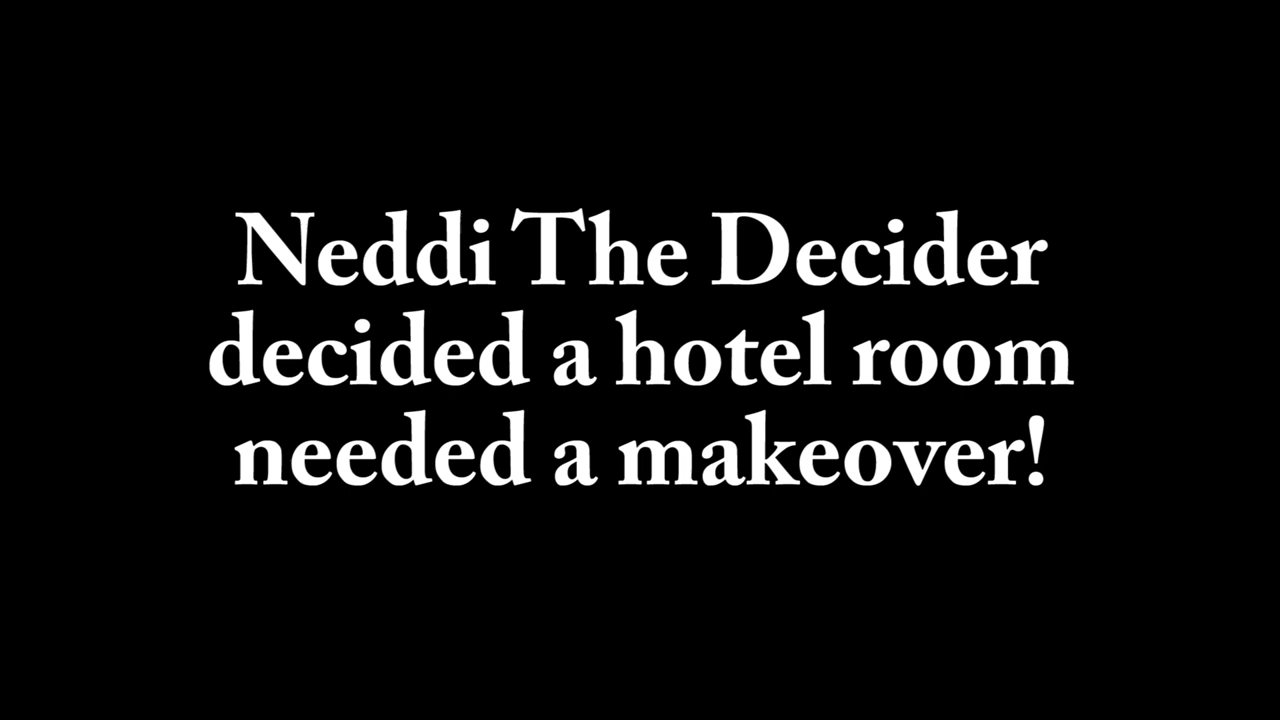 Neddi The Decider
decided a hotel room
needed a makeover!